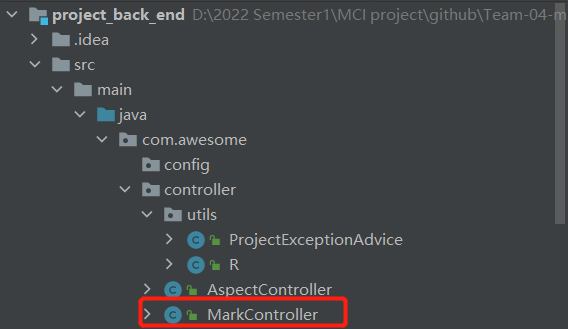 project_back_end D:\2022 Semester1\MCI project\github\Team-04-m
.idea
src
main
java
com.awesome
config
controller
utils
C ProjectExceptionAdvice
C R
C AspectController
C MarkController